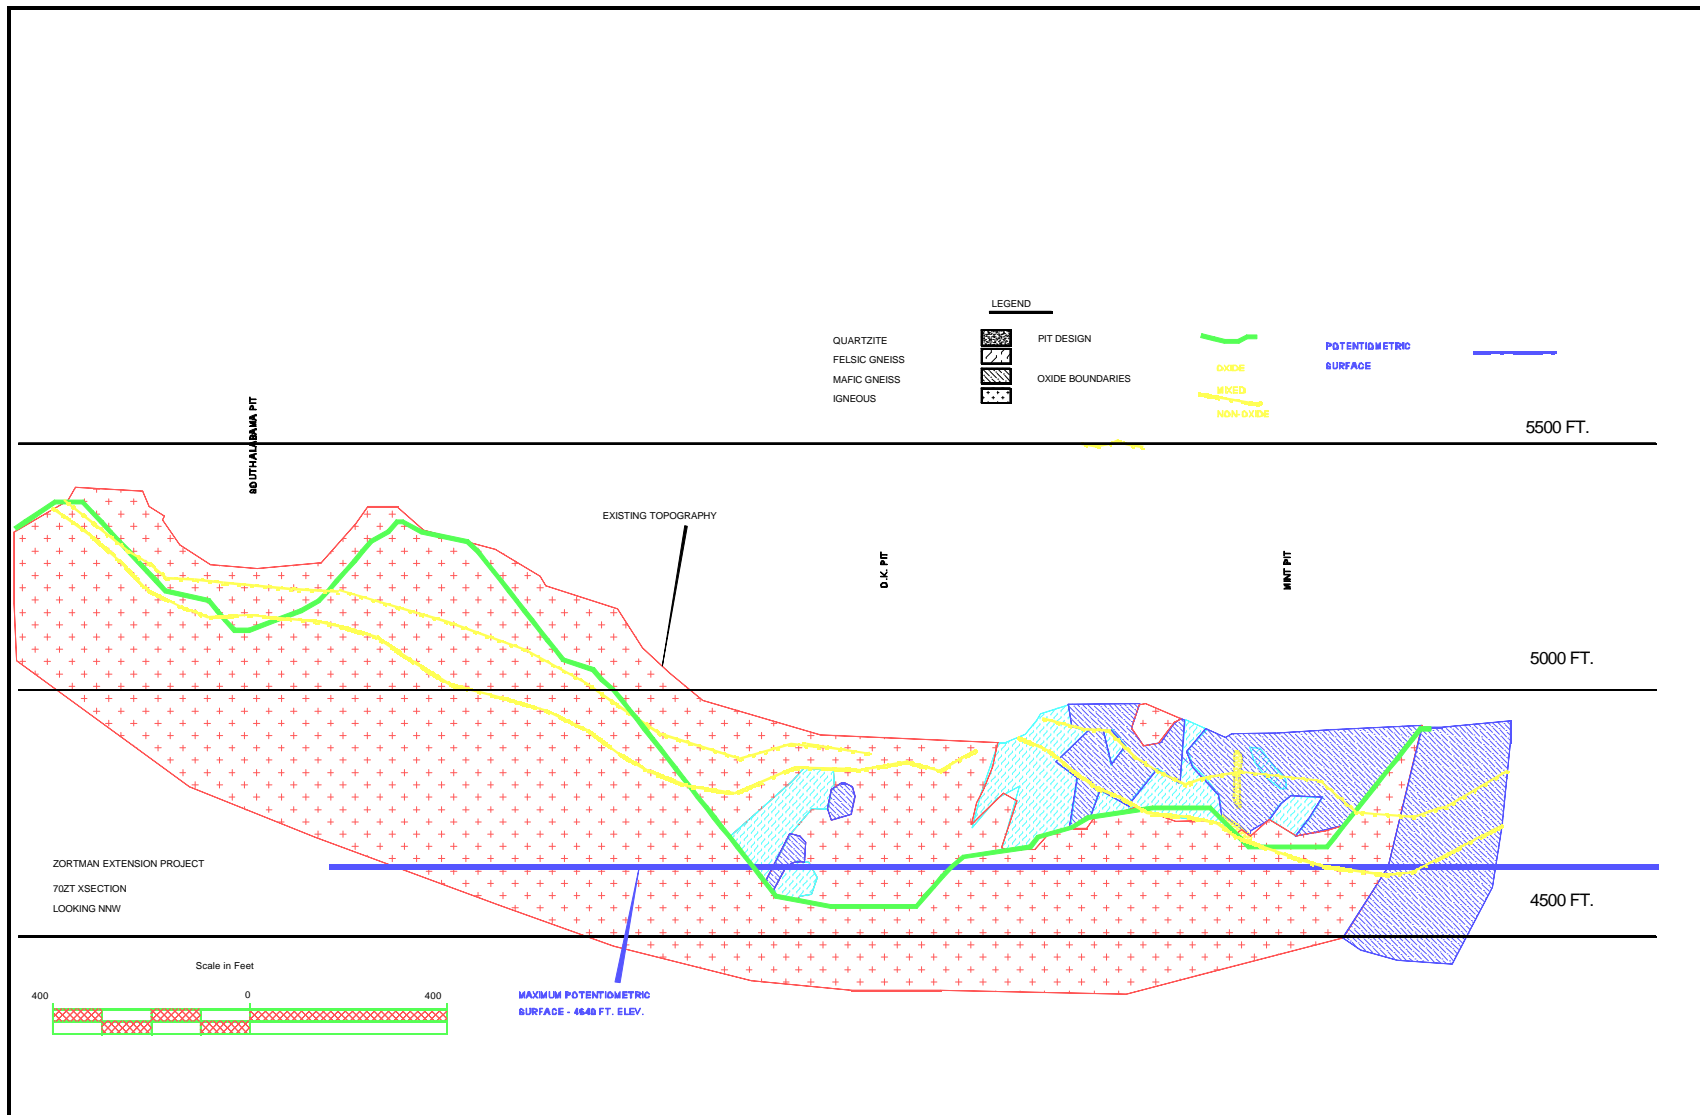 LEGEND
QUARTZITE
PIT DESIGN
POTENTIOMETRIC
FELSIC GNEISS
OXIDE
SURFACE
MAFIC GNEISS
OXIDE BOUNDARIES
MIXED
IGNEOUS
NON-OXIDE
5500 FT.
SOUTH ALABAMA PIT
EXISTING TOPOGRAPHY
D.K. PIT
MINT PIT
5000 FT.
ZORTMAN EXTENSION PROJECT
70ZT XSECTION
LOOKING NNW
4500 FT.
Scale in Feet
400
0
400
MAXIMUM POTENTIOMETRIC
SURFACE - 4640 FT. ELEV.